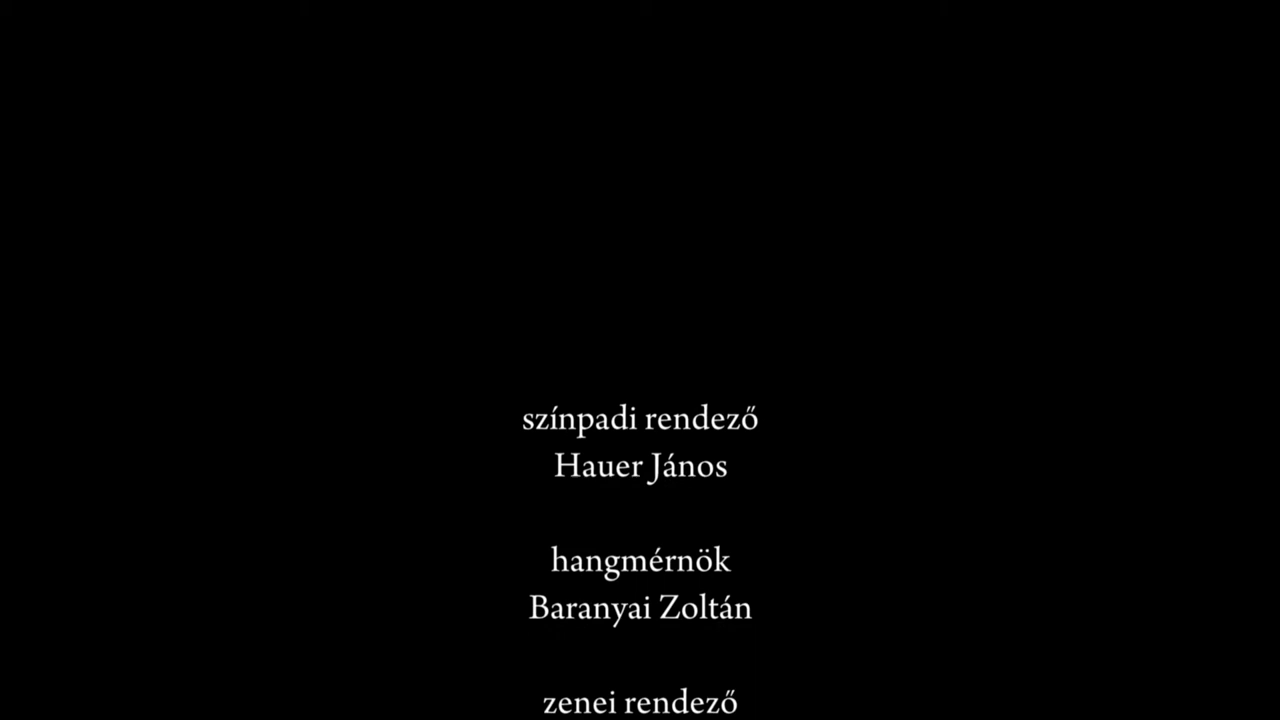 színpadi rendező
Hauer János
hangmérnök
Baranyai Zoltán
zenei rendező